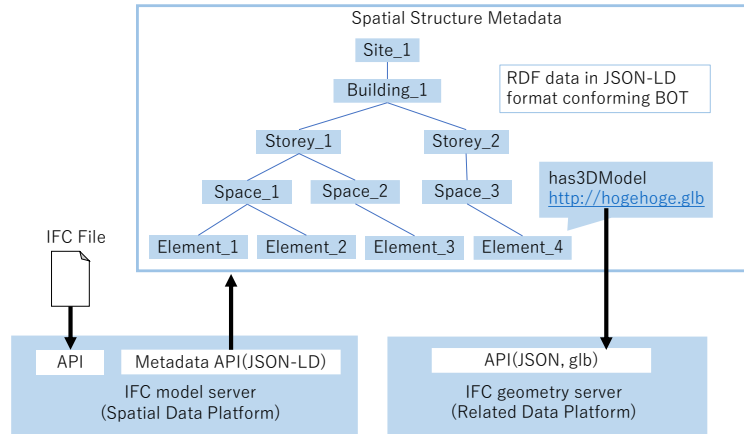 Spatial Structure Metadata
Site_1
Building_1
RDF data in JSON-LD
format conforming BOT
Storey_1
Storey_2
has3DModel
http://hogehoge.glb
Space_1
Space_2
Space_3
Element_1
Element_2
Element_3
Element_4
IFC File
API
Metadata API(JSON-LD)
IFC model server
(Spatial Data Platform)
API(JSON, glb)
IFC geometry server
(Related Data Platform)